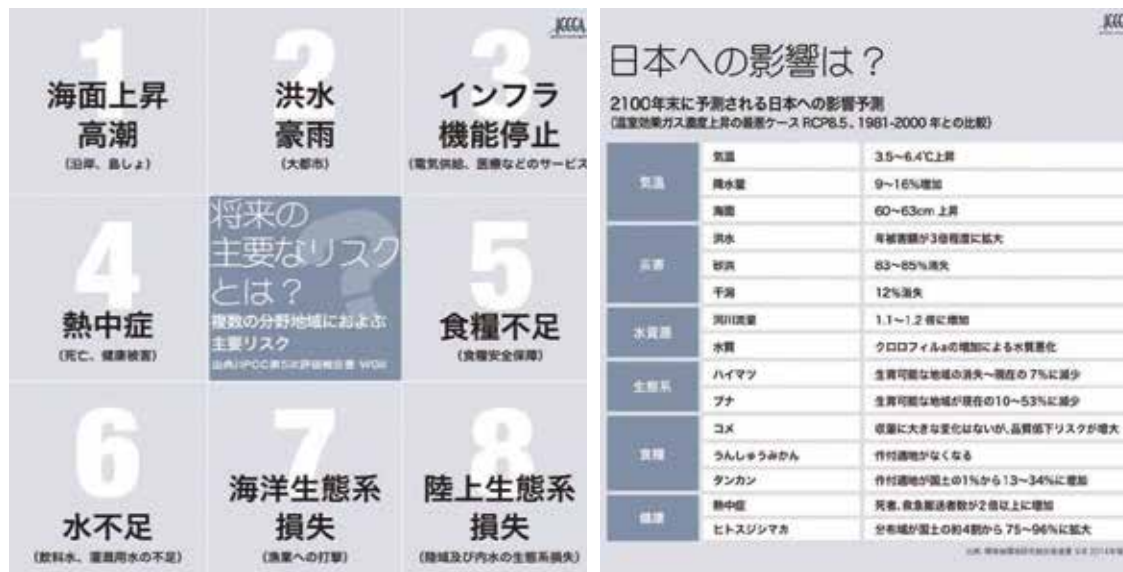 JCCCA
1
海面上昇
高潮
(沿岸、島しょ)
2
洪水
豪雨
(大都市)
3
インフラ
機能停止
(電気供給、医療などのサービス
4
熱中症
(死亡、健康被害)
将来の
主要なリスク
とは?
複数の分野地域におよぶ
主要リスク
5
食糧不足
(食糧安全保障)
6
水不足
(飲料水、灌漑用水の不足)
7
海洋生態系
損失
(漁業への打撃)
8
陸上生態系
損失
(陸域及び内水の生態系損失)
日本への影響は?
2100年末に予測される日本への影響予測
(温室効果ガス濃度上昇の最悪ケース RCP8.5、1981-2000 年との比較)
気温
気温 3.5~6.4℃上昇
降水量 9~16%増加
海面 60~63cm 上昇
災害
洪水 年被害額が3倍程度に拡大
砂浜 83~85%消失
干潟 12%消失
水資源
河川流量 1.1~1.2 倍に増加
水質 クロロフィルaの増加による水質悪化
生態系
ハイマツ 生育可能な地域の消失~現在の 7%に減少
ブナ 生育可能な地域が現在の10~53%に減少
食糧
コメ 収量に大きな変化はないが、品質低下リスクが増大
うんしゅうみかん 作付適地がなくなる
タンカン 作付適地が国土の1%から13~34%に増加
健康
熱中症 死者、救急搬送者数が2倍以上に増加
ヒトスジシマカ 分布域が国土の約4割から 75~96%に拡大